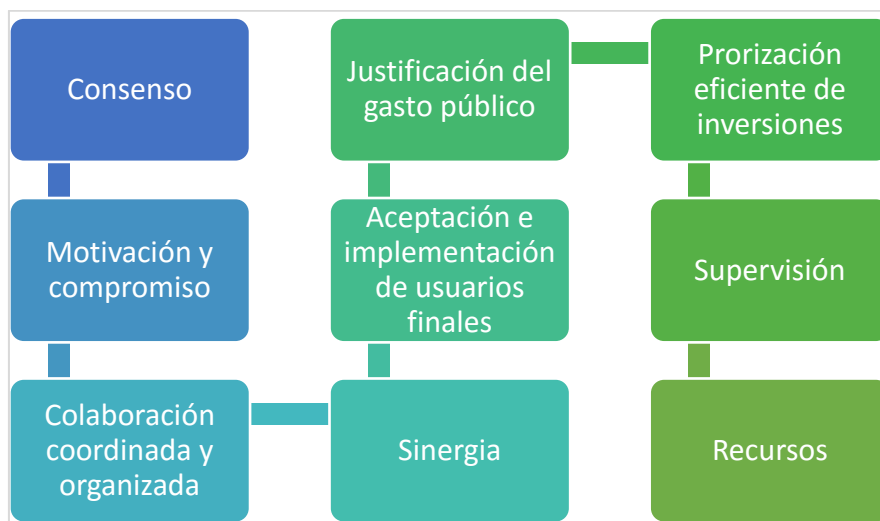 Consenso
Motivación y
compromiso
Colaboración
coordinada y
organizada
Sinergia
Aceptación e
implementación
de usuarios
finales
Justificación del
gasto público
Prorización
eficiente de
inversiones
Supervisión
Recursos